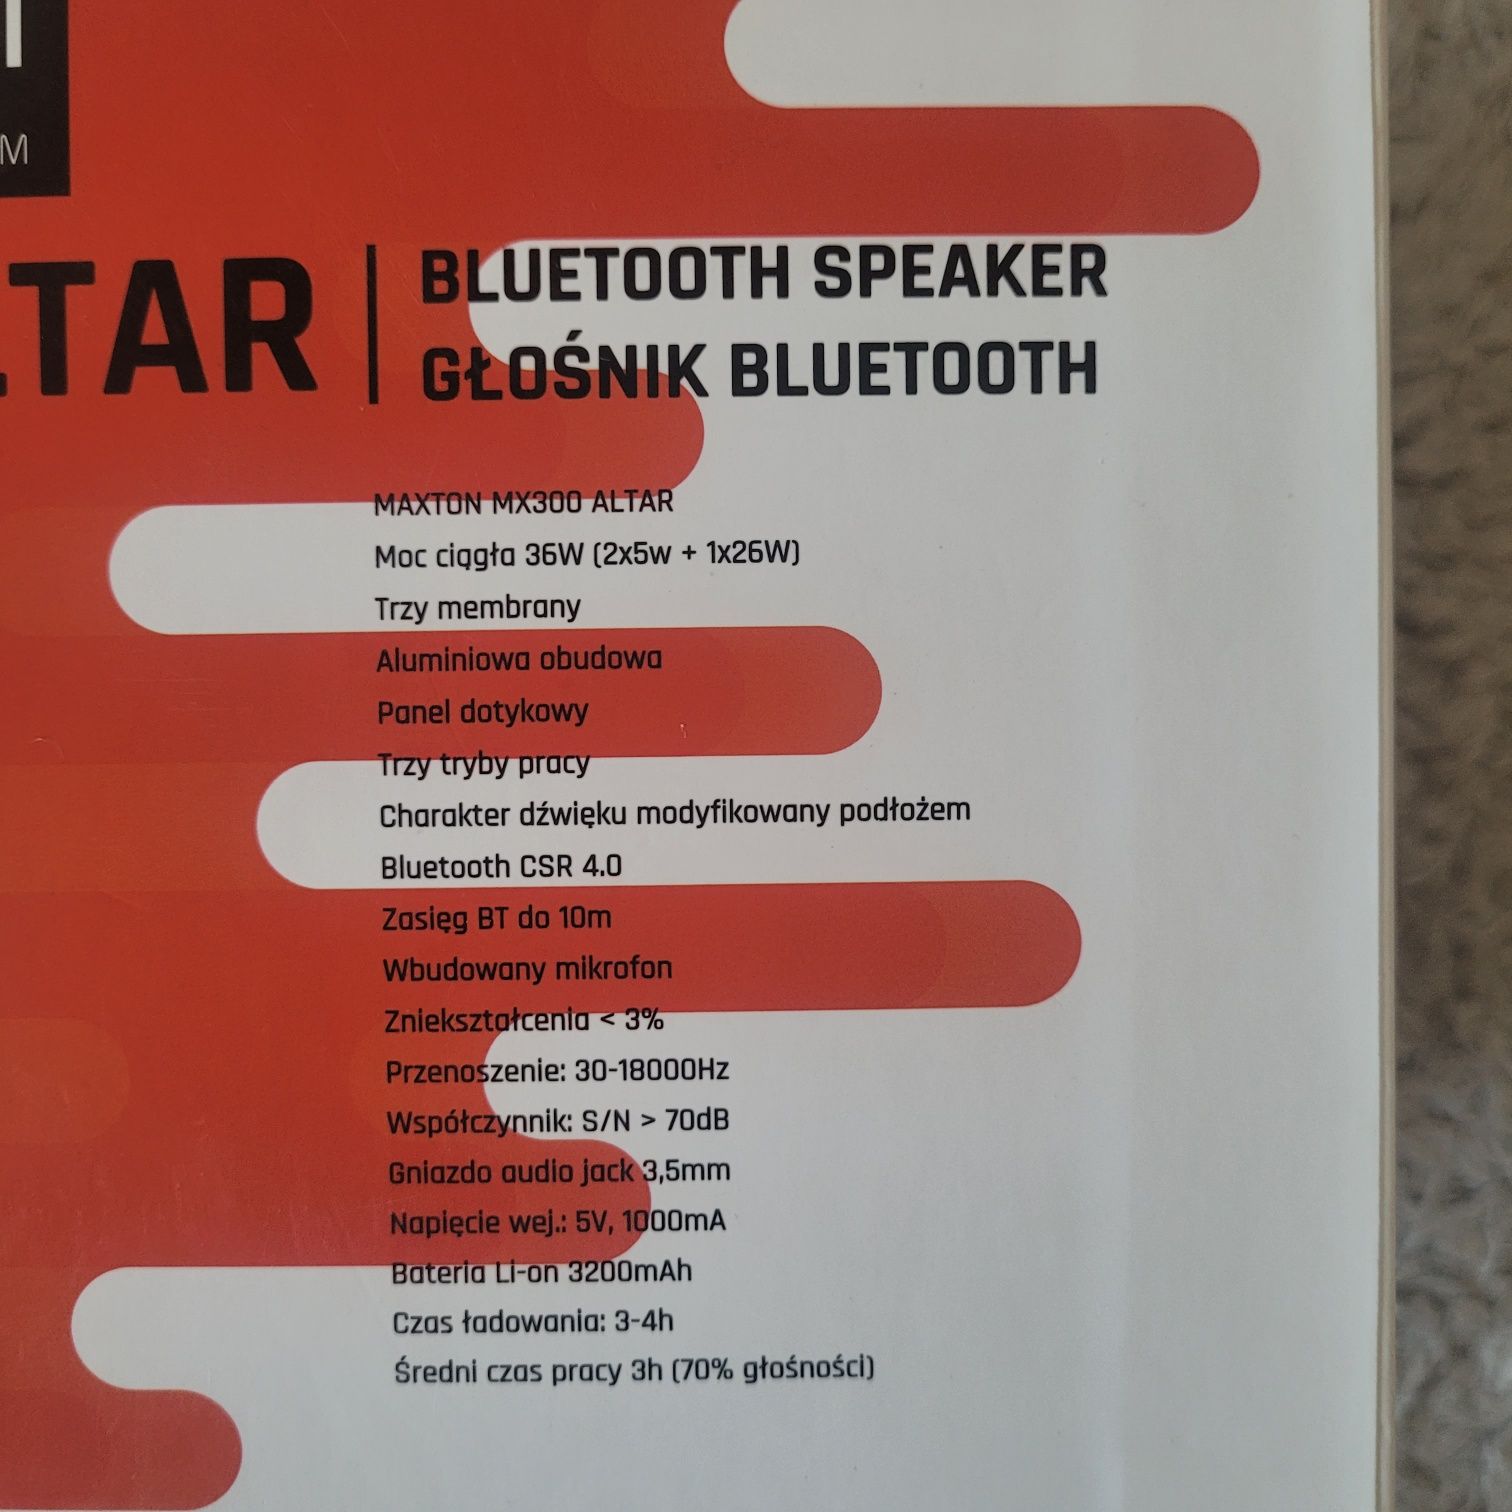 M
LTAR
BLUETOOTH SPEAKER
GŁOŚNIK BLUETOOTH
MAXTON MX300 ALTAR
Moc ciągła 36W (2x5w + 1x26W)
Trzy membrany
Aluminiowa obudowa
Panel dotykowy
Trzy tryby pracy
Charakter dźwięku modyfikowany podłożem
Bluetooth CSR 4.0
Zasięg BT do 10m
Wbudowany mikrofon
Zniekształcenia < 3%
Przenoszenie: 30-18000Hz
Współczynnik: S/N > 70dB
Gniazdo audio jack 3,5mm
Napięcie wej.: 5V, 1000mA
Bateria Li-on 3200mAh
Czas ładowania: 3-4h
Średni czas pracy 3h (70% głośności)